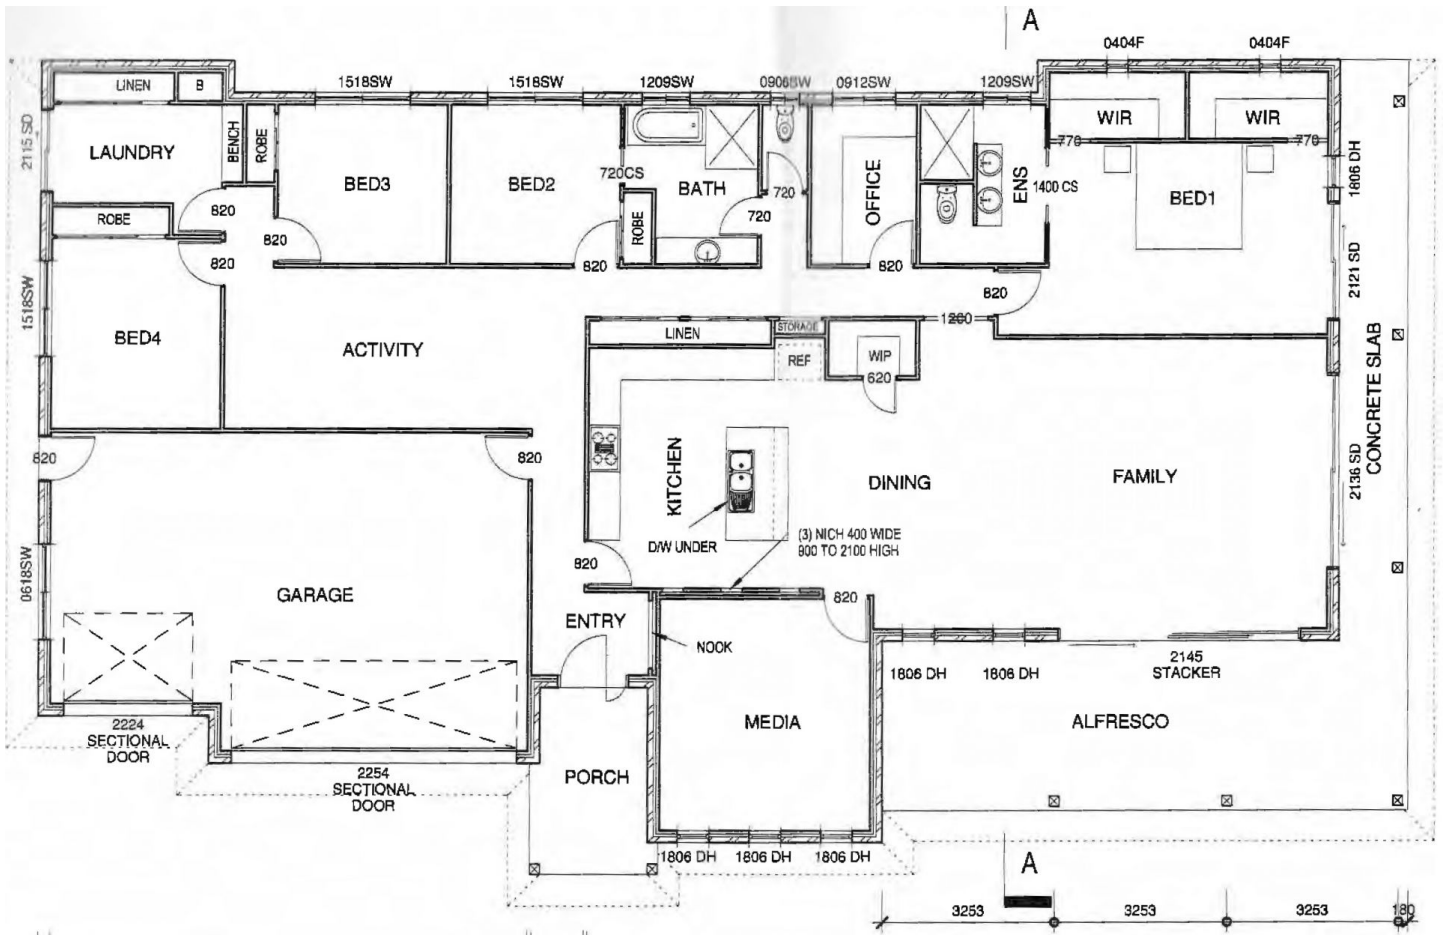 A
0404F
0404F
1518SW
1518SW
1209SW
0906SW
0912SW
1209SW
LINEN
B
WIR
WIR
2115 SD
LAUNDRY
BENCH
ROBE
BED3
BED2
720CS
BATH
720
720
OFFICE
ENS
1400 CS
770
770
1806 DH
BED1
ROBE
820
820
820
ROBE
820
820
820
2121 SD
1518SW
BED4
ACTIVITY
LINEN
STORAGE
REF
WIP
620
1200
CONCRETE SLAB
820
820
KITCHEN
DINING
FAMILY
2136 SD
D/W UNDER
(3) NICH 400 WIDE
900 TO 2100 HIGH
0618SW
GARAGE
820
820
ENTRY
NOOK
1806 DH
1806 DH
2145
STACKER
2224
SECTIONAL
DOOR
2254
SECTIONAL
DOOR
PORCH
MEDIA
ALFRESCO
1806 DH
1806 DH
1806 DH
A
3253
3253
3253
180